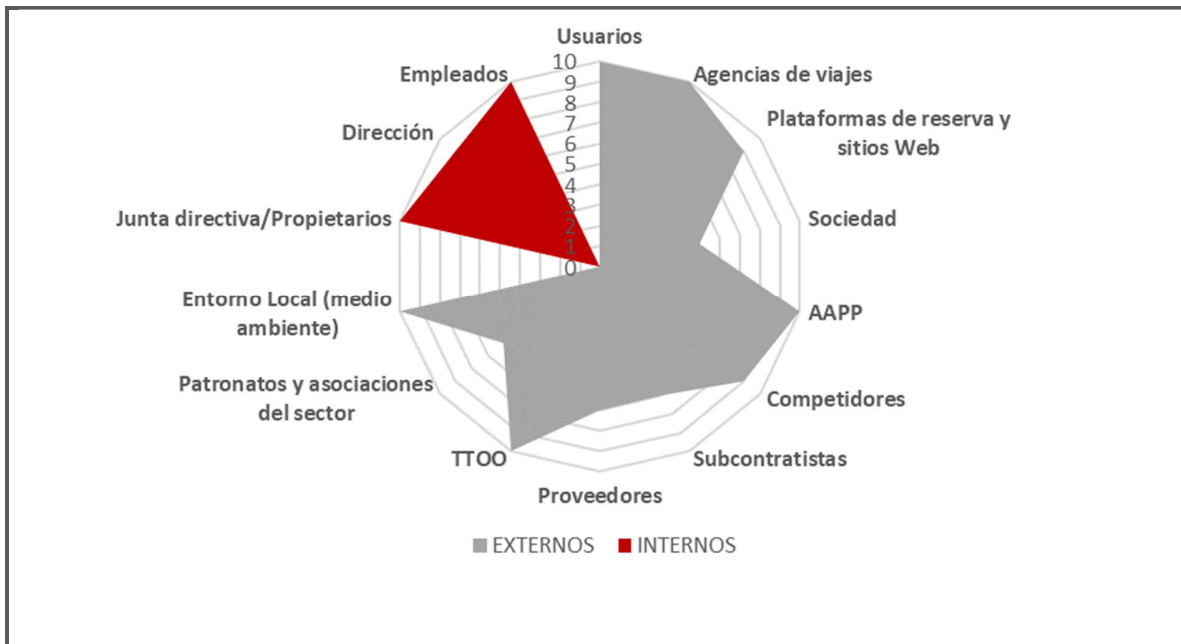 Usuarios
10
9
8
7
6
5
4
3
2
1
0
Agencias de viajes
Plataformas de reserva y
sitios Web
Sociedad
AAPP
Competidores
Subcontratistas
Proveedores
TTOO
Patronatos y asociaciones
del sector
Entorno Local (medio
ambiente)
Junta directiva/Propietarios
Dirección
Empleados
EXTERNOS INTERNOS